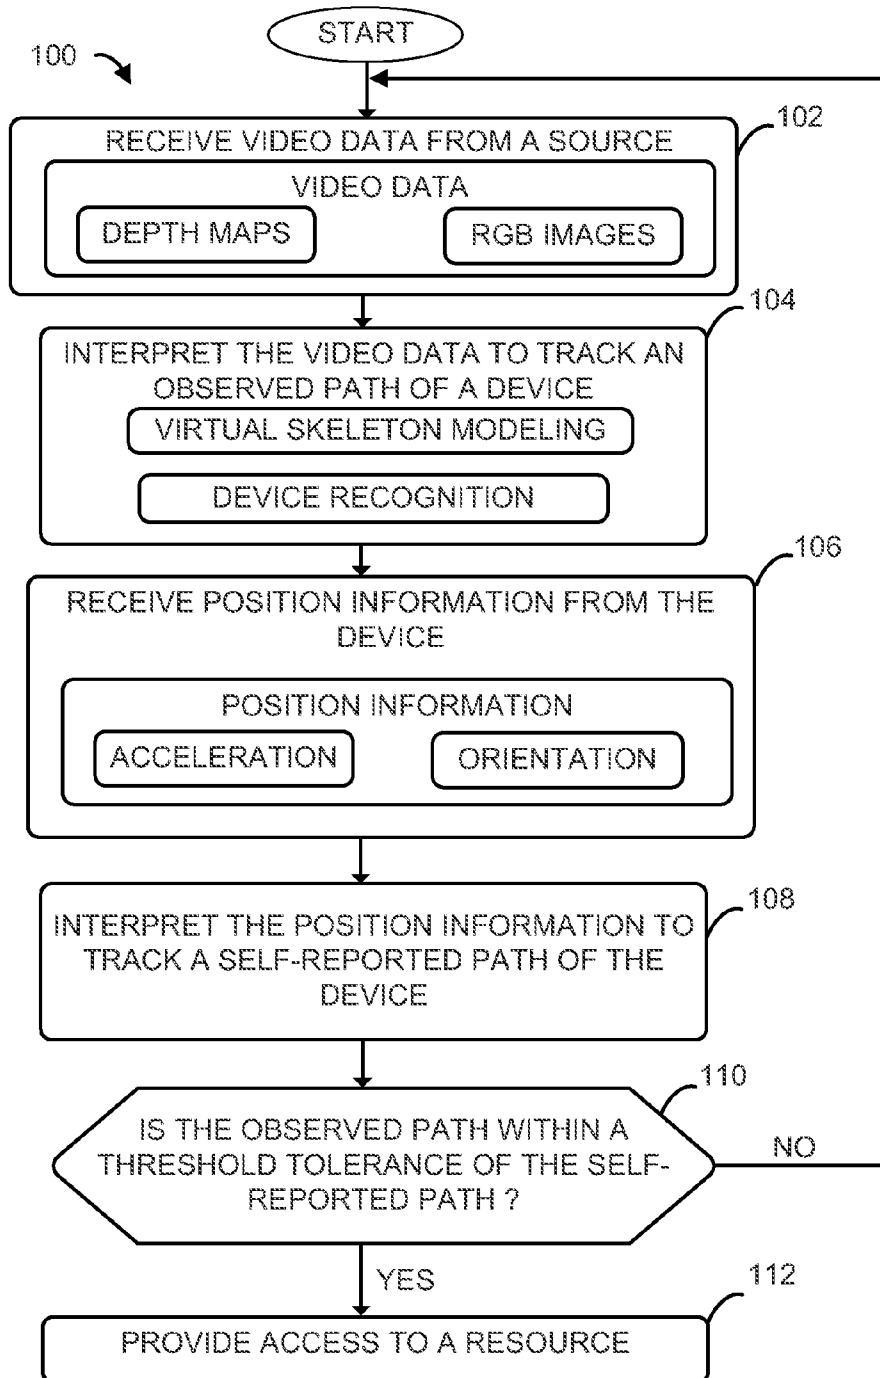 START
100
102
RECEIVE VIDEO DATA FROM A SOURCE
VIDEO DATA
DEPTH MAPS
RGB IMAGES
104
INTERPRET THE VIDEO DATA TO TRACK AN
OBSERVED PATH OF A DEVICE
VIRTUAL SKELETON MODELING
DEVICE RECOGNITION
106
RECEIVE POSITION INFORMATION FROM THE
DEVICE
POSITION INFORMATION
ACCELERATION
ORIENTATION
108
INTERPRET THE POSITION INFORMATION TO
TRACK A SELF-REPORTED PATH OF THE
DEVICE
110
IS THE OBSERVED PATH WITHIN A
THRESHOLD TOLERANCE OF THE SELF-
REPORTED PATH ?
NO
YES
112
PROVIDE ACCESS TO A RESOURCE